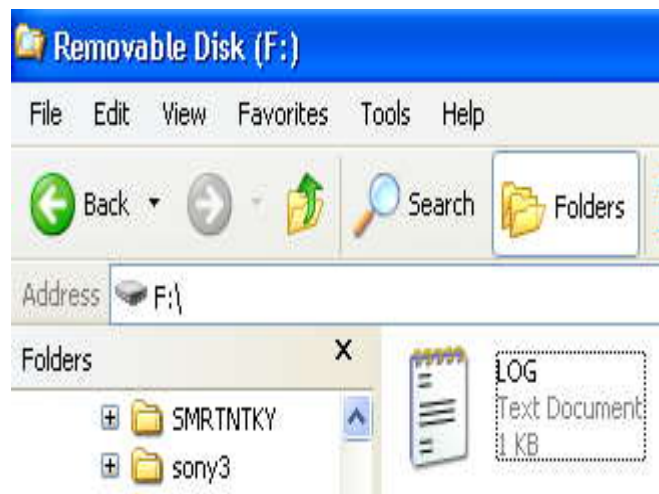 Removable Disk (F:)
File Edit View Favorites Tools Help
Back Search Folders
Address F:\
Folders X
LOG
Text Document
1 KB
SMRTNTKY
sony3